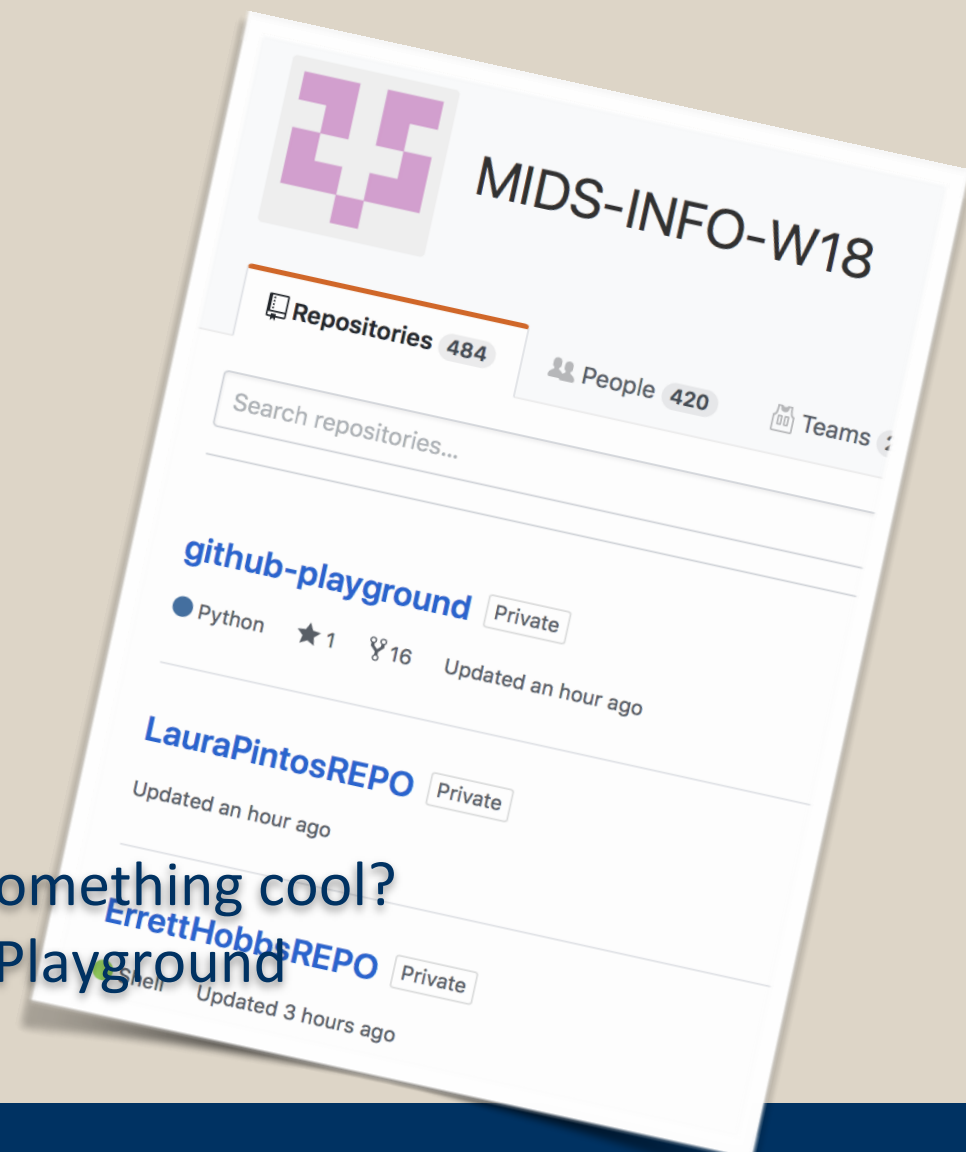 MIDS-INFO-W18
Repositories 484 People 420 Teams
Search repositories...
github-playground Private
Python 1 16 Updated an hour ago
LauraPintosREPO Private
Updated an hour ago
ErrettHobbsREPO Private
Shell Updated 3 hours ago
cool?
Playground